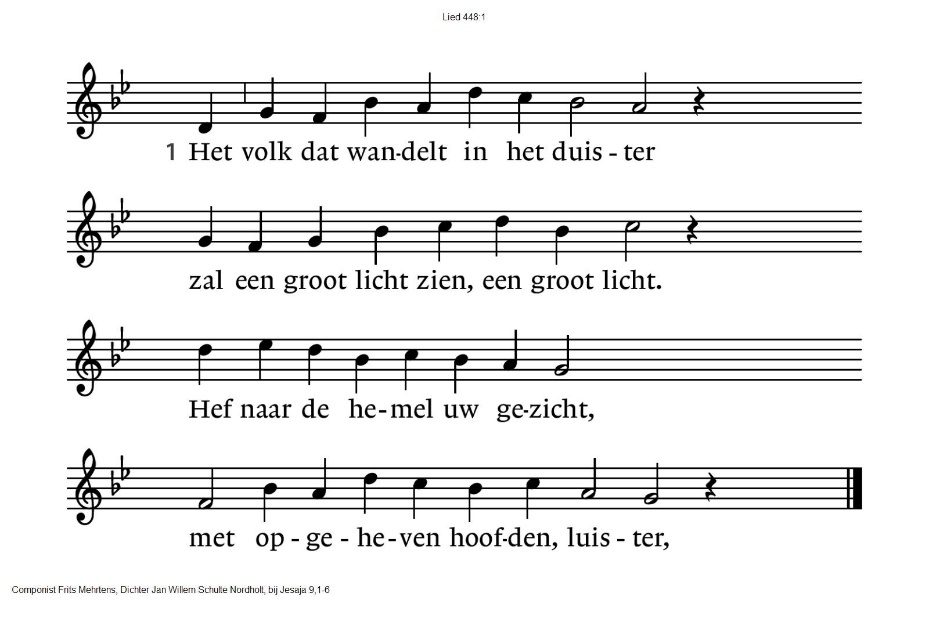 Lied 448:1
1 Het volk dat wan-delt in het duis - ter
zal een groot licht zien, een groot licht.
Hef naar de he-mel uw ge-zicht,
met op - ge - he-ven hoof-den, luis - ter,
Componist Frits Mehrtens, Dichter Jan Willem Schulte Nordholt, bij Jesaja 9,1-6